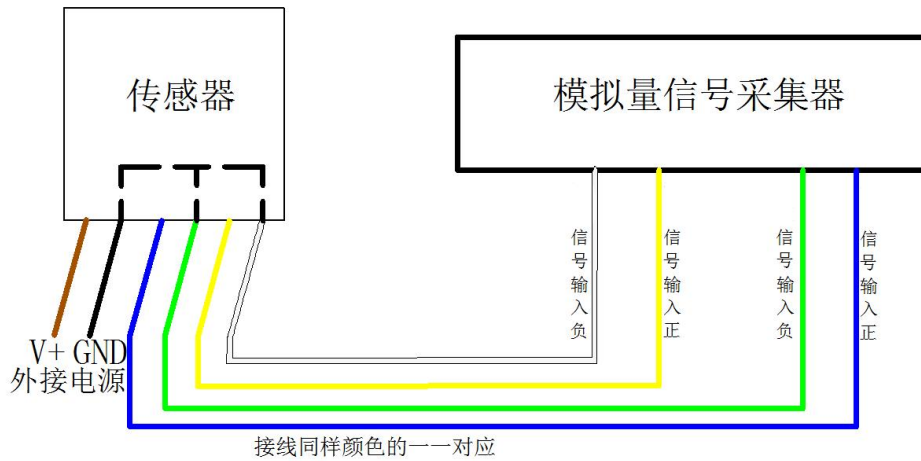 传感器
模拟量信号采集器
信号输入负
信号输入正
信号输入负
信号输入正
V+ GND
外接电源
接线同样颜色的一一对应